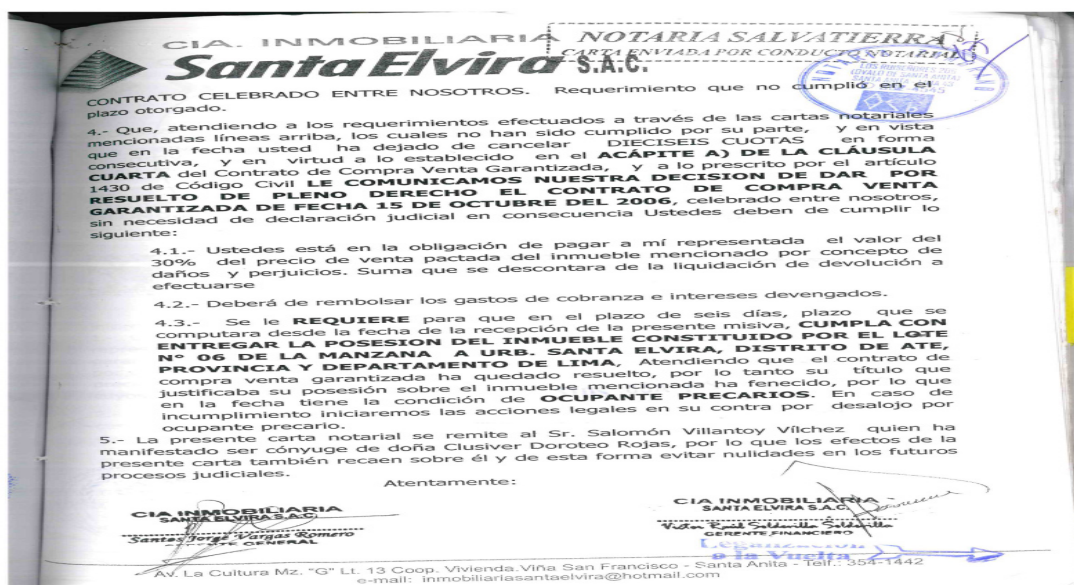 CIA. INMOBILIARIA
Santa Elvira S.A.C.
NOTARIA SALVATIERRA
CARTA ENVIADA POR CONDUCTO NOTARIAL
CONTRATO CELEBRADO ENTRE NOSOTROS. Requerimiento que no cumplió en el
plazo otorgado.
4.- Que, atendiendo a los requerimientos efectuados a través de las cartas notariales
mencionadas líneas arriba, los cuales no han sido cumplido por su parte, y en vista
que en la fecha usted ha dejado de cancelar DIECISEIS CUOTAS, en forma
consecutiva, y en virtud a lo establecido en el ACÁPITE A) DE LA CLÁUSULA
CUARTA del Contrato de Compra Venta Garantizada, y a lo prescrito por el artículo
1430 de Código Civil LE COMUNICAMOS NUESTRA DECISION DE DAR POR
RESUELTO DE PLENO DERECHO EL CONTRATO DE COMPRA VENTA
GARANTIZADA DE FECHA 15 DE OCTUBRE DEL 2006, celebrado entre nosotros,
sin necesidad de declaración judicial en consecuencia Ustedes deben de cumplir lo
siguiente:
4.1.- Ustedes está en la obligación de pagar a mí representada el valor del
30% del precio de venta pactada del inmueble mencionado por concepto de
daños y perjuicios. Suma que se descontara de la liquidación de devolución a
efectuarse
4.2.- Deberá de rembolsar los gastos de cobranza e intereses devengados.
4.3.- Se le REQUIERE para que en el plazo de seis días, plazo que se
computara desde la fecha de la recepción de la presente misiva, CUMPLA CON
ENTREGAR LA POSESION DEL INMUEBLE CONSTITUIDO POR EL LOTE
N° 06 DE LA MANZANA A URB. SANTA ELVIRA, DISTRITO DE ATE,
PROVINCIA Y DEPARTAMENTO DE LIMA, Atendiendo que el contrato de
compra venta garantizada ha quedado resuelto, por lo tanto su título que
justificaba su posesión sobre el inmueble mencionada ha fenecido, por lo que
en la fecha tiene la condición de OCUPANTE PRECARIOS. En caso de
incumplimiento iniciaremos las acciones legales en su contra por desalojo por
ocupante precario.
5.- La presente carta notarial se remite al Sr. Salomón Villantoy Vílchez quien ha
manifestado ser cónyuge de doña Clusiver Doroteo Rojas, por lo que los efectos de la
presente carta también recaen sobre él y de esta forma evitar nulidades en los futuros
procesos judiciales.
Atentamente:
CIA INMOBILIARIA
SANTA ELVIRA S.A.C.
Santos Jorge Vargas Romero
GERENTE GENERAL
CIA INMOBILIARIA
SANTA ELVIRA S.A.C.
Victor Raúl Soldevilla Soldevilla
GERENTE FINANCIERO
a la Vuelta
Av. La Cultura Mz. "G" Lt. 13 Coop. Vivienda.Viña San Francisco - Santa Anita - Telf.: 354-1442
e-mail: inmobiliariasantaelvira@hotmail.com